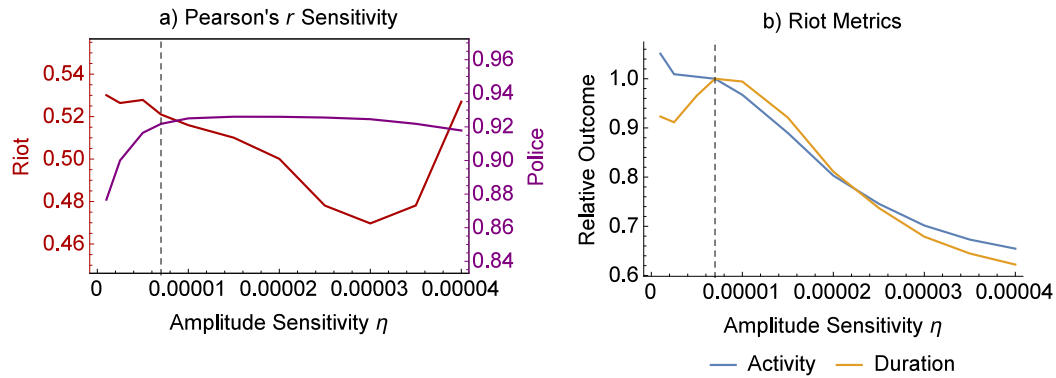 a) Pearson's r Sensitivity
0.54
0.52
0.50
0.48
0.46
Riot
0.96
0.94
0.92
0.90
0.88
0.86
0.84
Police
0 0.00001 0.00002 0.00003 0.00004
Amplitude Sensitivity η
b) Riot Metrics
1.0
0.9
0.8
0.7
0.6
Relative Outcome
0 0.00001 0.00002 0.00003 0.00004
Amplitude Sensitivity η
Activity Duration